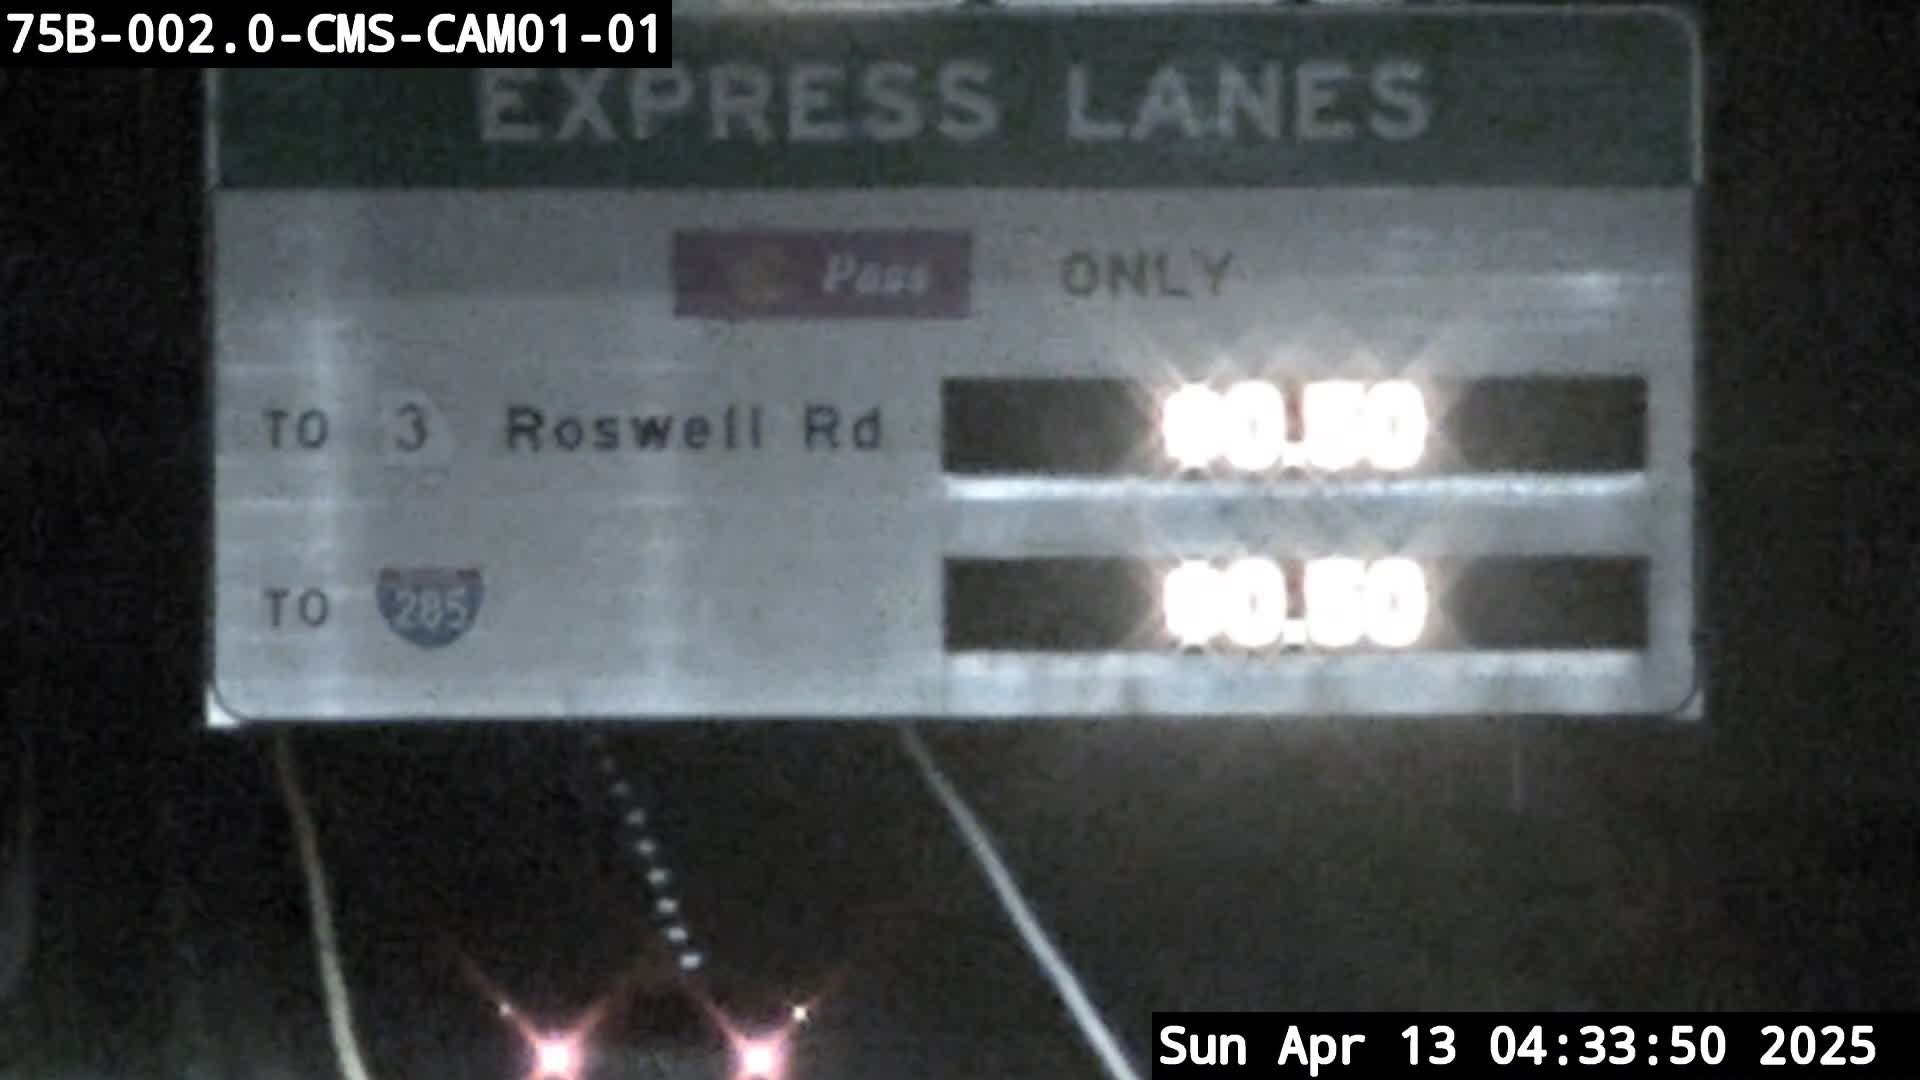 75B-002.0-CMS-CAM01-01
EXPRESS LANES
Pass ONLY
TO 3 Roswell Rd $0.50
TO 285 $0.50
Sun Apr 13 04:33:50 2025